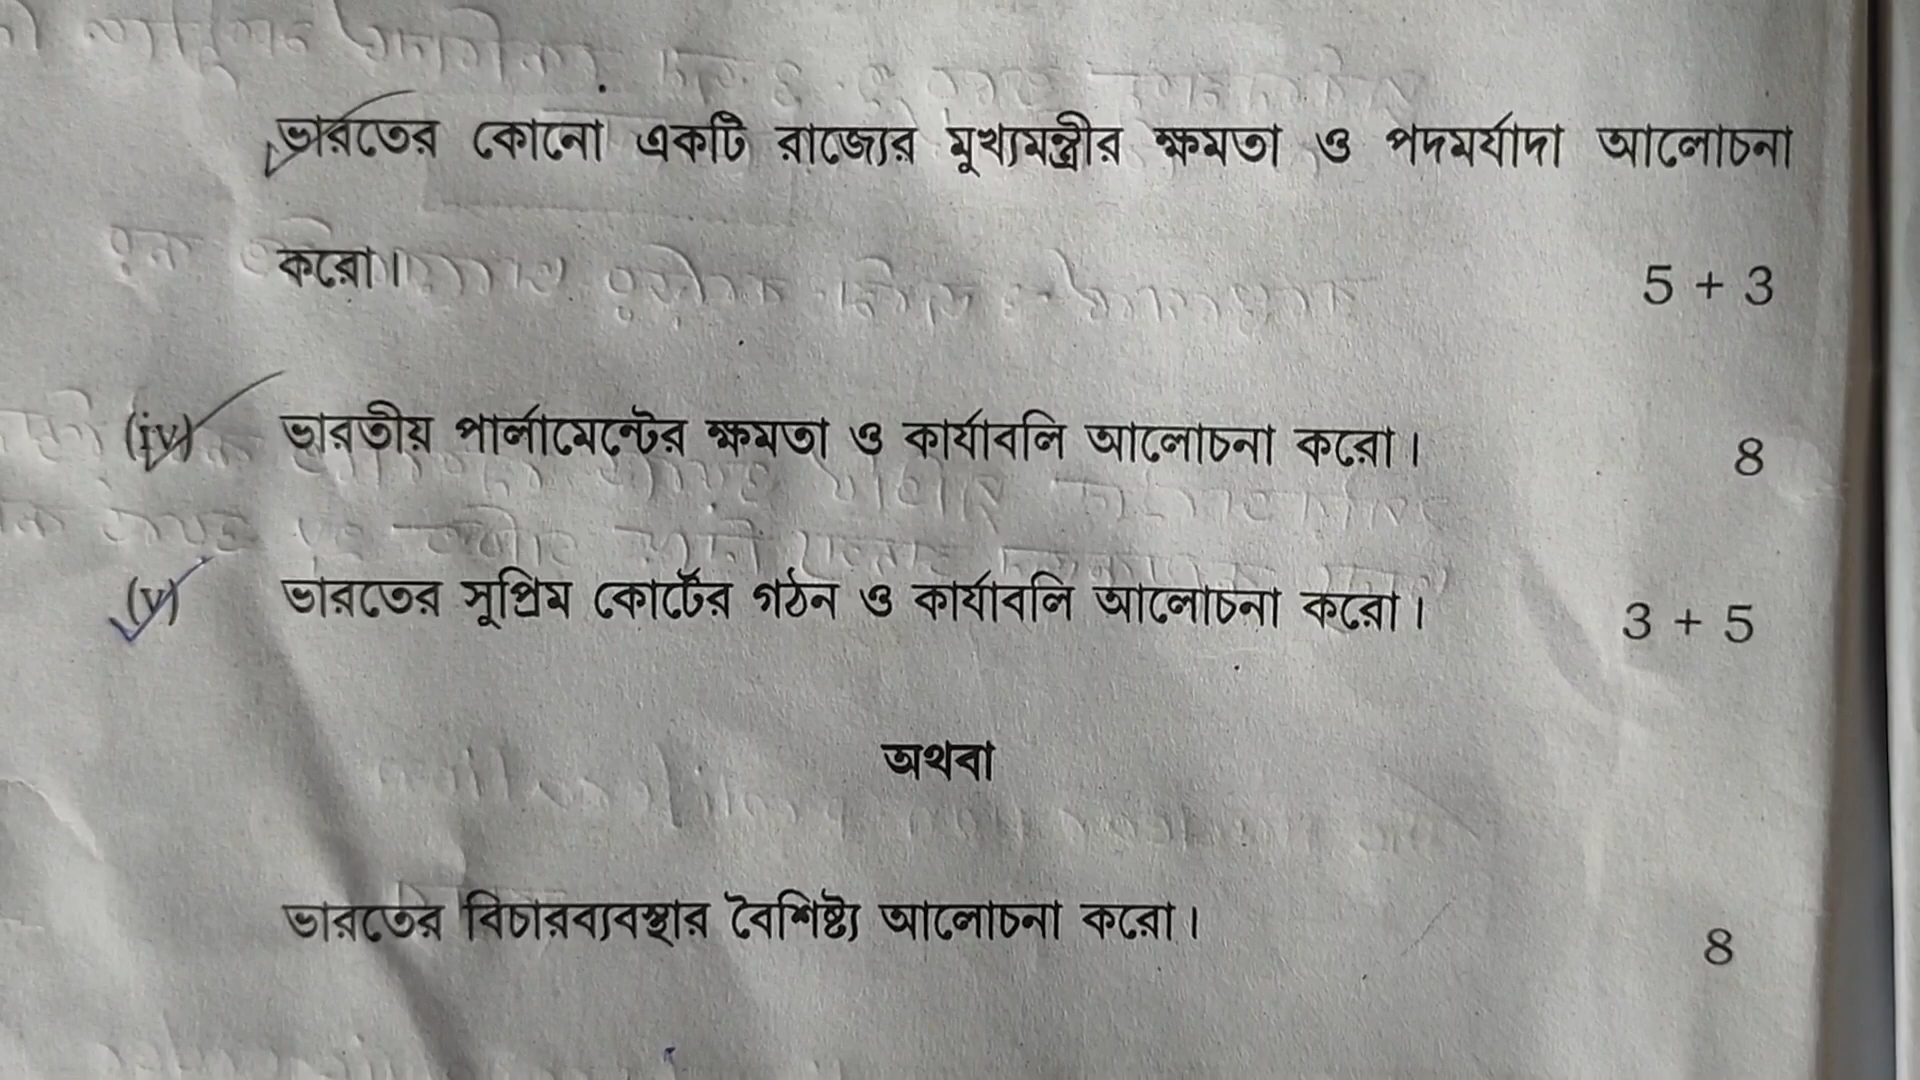 ভারতের কোনো একটি রাজ্যের মুখ্যমন্ত্রীর ক্ষমতা ও পদমর্যাদা আলোচনা
করো। 5 + 3
(iv) ভারতীয় পার্লামেন্টের ক্ষমতা ও কার্যাবলি আলোচনা করো। 8
(v) ভারতের সুপ্রিম কোর্টের গঠন ও কার্যাবলি আলোচনা করো। 3 + 5
অথবা
ভারতের বিচারব্যবস্থার বৈশিষ্ট্য আলোচনা করো। 8